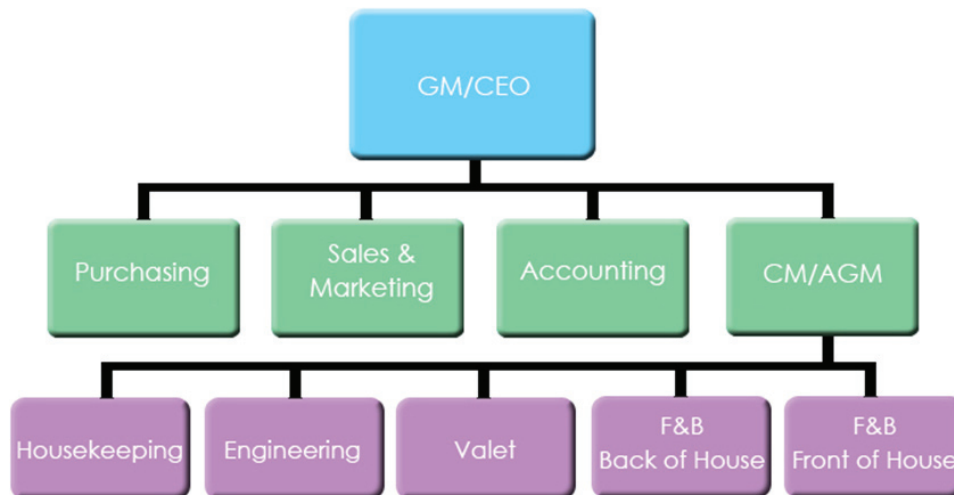 GM/CEO
Purchasing
Sales &
Marketing
Accounting
CM/AGM
Housekeeping
Engineering
Valet
F&B
Back of House
F&B
Front of House